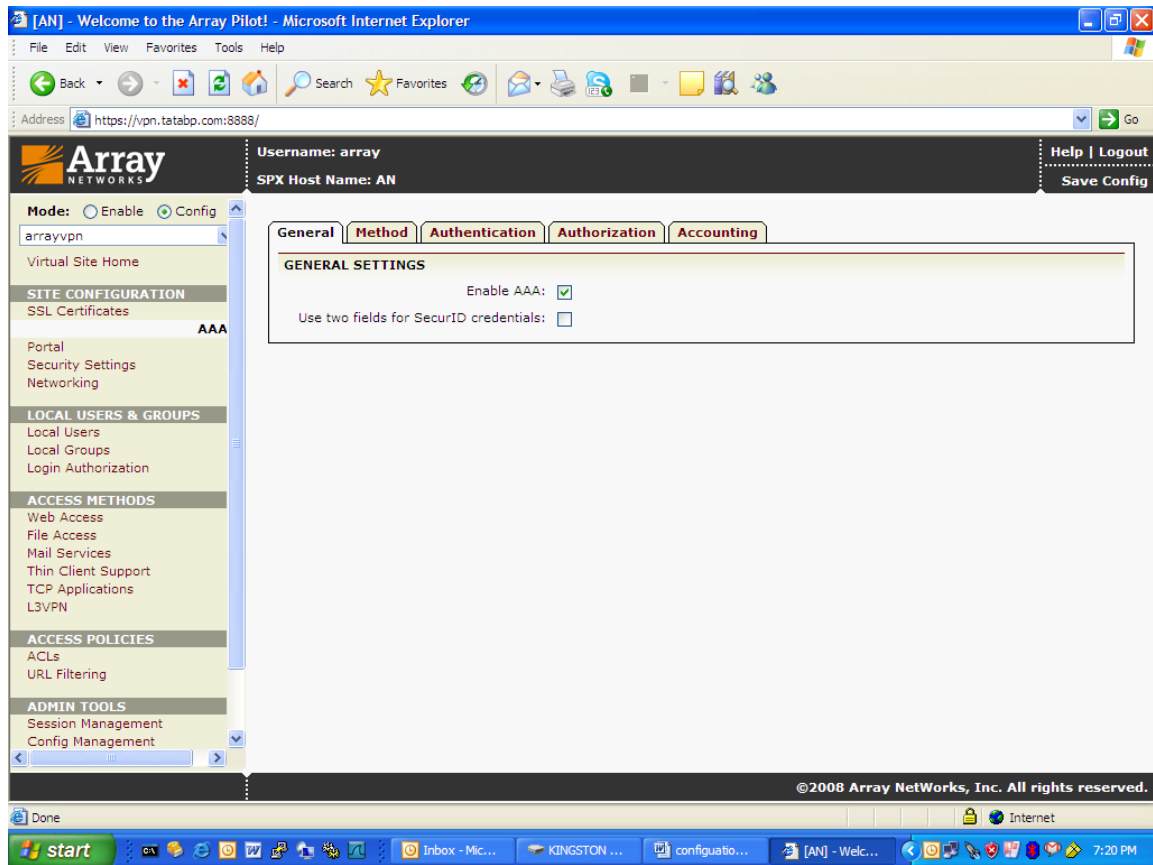 [AN] - Welcome to the Array Pilot! - Microsoft Internet Explorer
File Edit View Favorites Tools Help
Back Search Favorites
Address https://vpn.tatabp.com:8888/ Go
Array NETWORKS
Username: array
Help | Logout
SPX Host Name: AN
Save Config
Mode: Enable Config
arrayvpn
Virtual Site Home
SITE CONFIGURATION
SSL Certificates
AAA
Portal
Security Settings
Networking
LOCAL USERS & GROUPS
Local Users
Local Groups
Login Authorization
ACCESS METHODS
Web Access
File Access
Mail Services
Thin Client Support
TCP Applications
L3VPN
ACCESS POLICIES
ACLs
URL Filtering
ADMIN TOOLS
Session Management
Config Management
General Method Authentication Authorization Accounting
GENERAL SETTINGS
Enable AAA:
Use two fields for SecurID credentials:
©2008 Array NetWorks, Inc. All rights reserved.
Done Internet
start Inbox - Mic... KINGSTON ... configuatio... [AN] - Welc... 7:20 PM